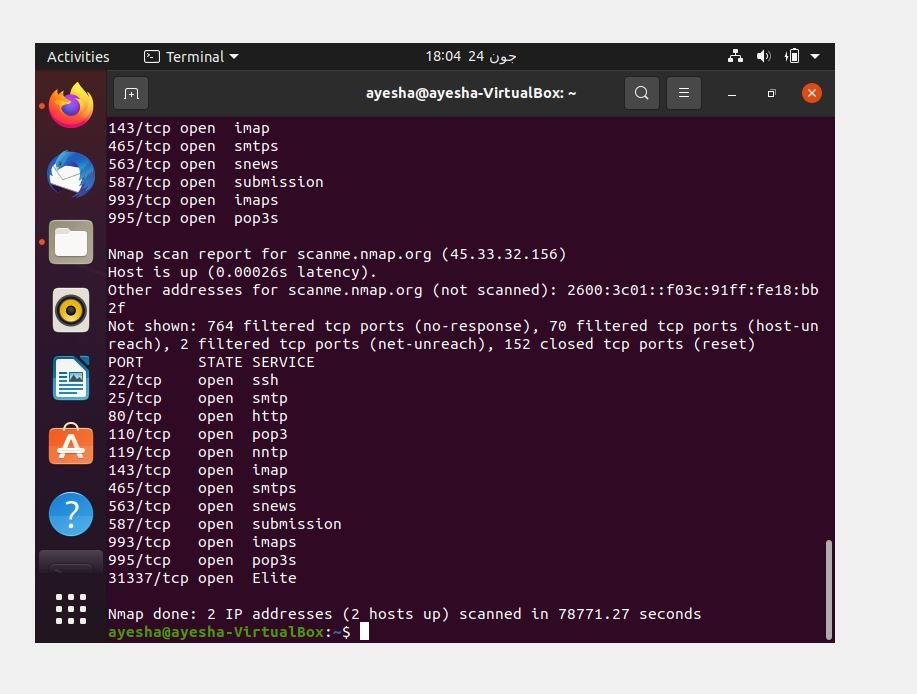 Activities
Terminal
18:04 24 جون
ayesha@ayesha-VirtualBox: ~
143/tcp open  imap
465/tcp open  smtps
563/tcp open  snews
587/tcp open  submission
993/tcp open  imaps
995/tcp open  pop3s
Nmap scan report for scanme.nmap.org (45.33.32.156)
Host is up (0.00026s latency).
Other addresses for scanme.nmap.org (not scanned): 2600:3c01::f03c:91ff:fe18:bb
2f
Not shown: 764 filtered tcp ports (no-response), 70 filtered tcp ports (host-un
reach), 2 filtered tcp ports (net-unreach), 152 closed tcp ports (reset)
PORT      STATE SERVICE
22/tcp    open  ssh
25/tcp    open  smtp
80/tcp    open  http
110/tcp   open  pop3
119/tcp   open  nntp
143/tcp   open  imap
465/tcp   open  smtps
563/tcp   open  snews
587/tcp   open  submission
993/tcp   open  imaps
995/tcp   open  pop3s
31337/tcp open  Elite
Nmap done: 2 IP addresses (2 hosts up) scanned in 78771.27 seconds
ayesha@ayesha-VirtualBox:~$